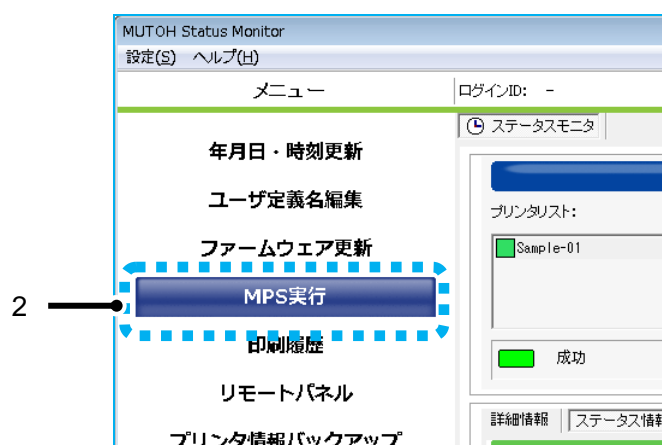 MUTOH Status Monitor
設定(S) ヘルプ(H)
メニュー
ログインID: -
ステータスモニタ
年月日・時刻更新
ユーザ定義名編集
プリンタリスト:
ファームウェア更新
Sample-01
2
MPS実行
印刷履歴
成功
リモートパネル
詳細情報
ステータス情報
プリンタ情報バックアップ